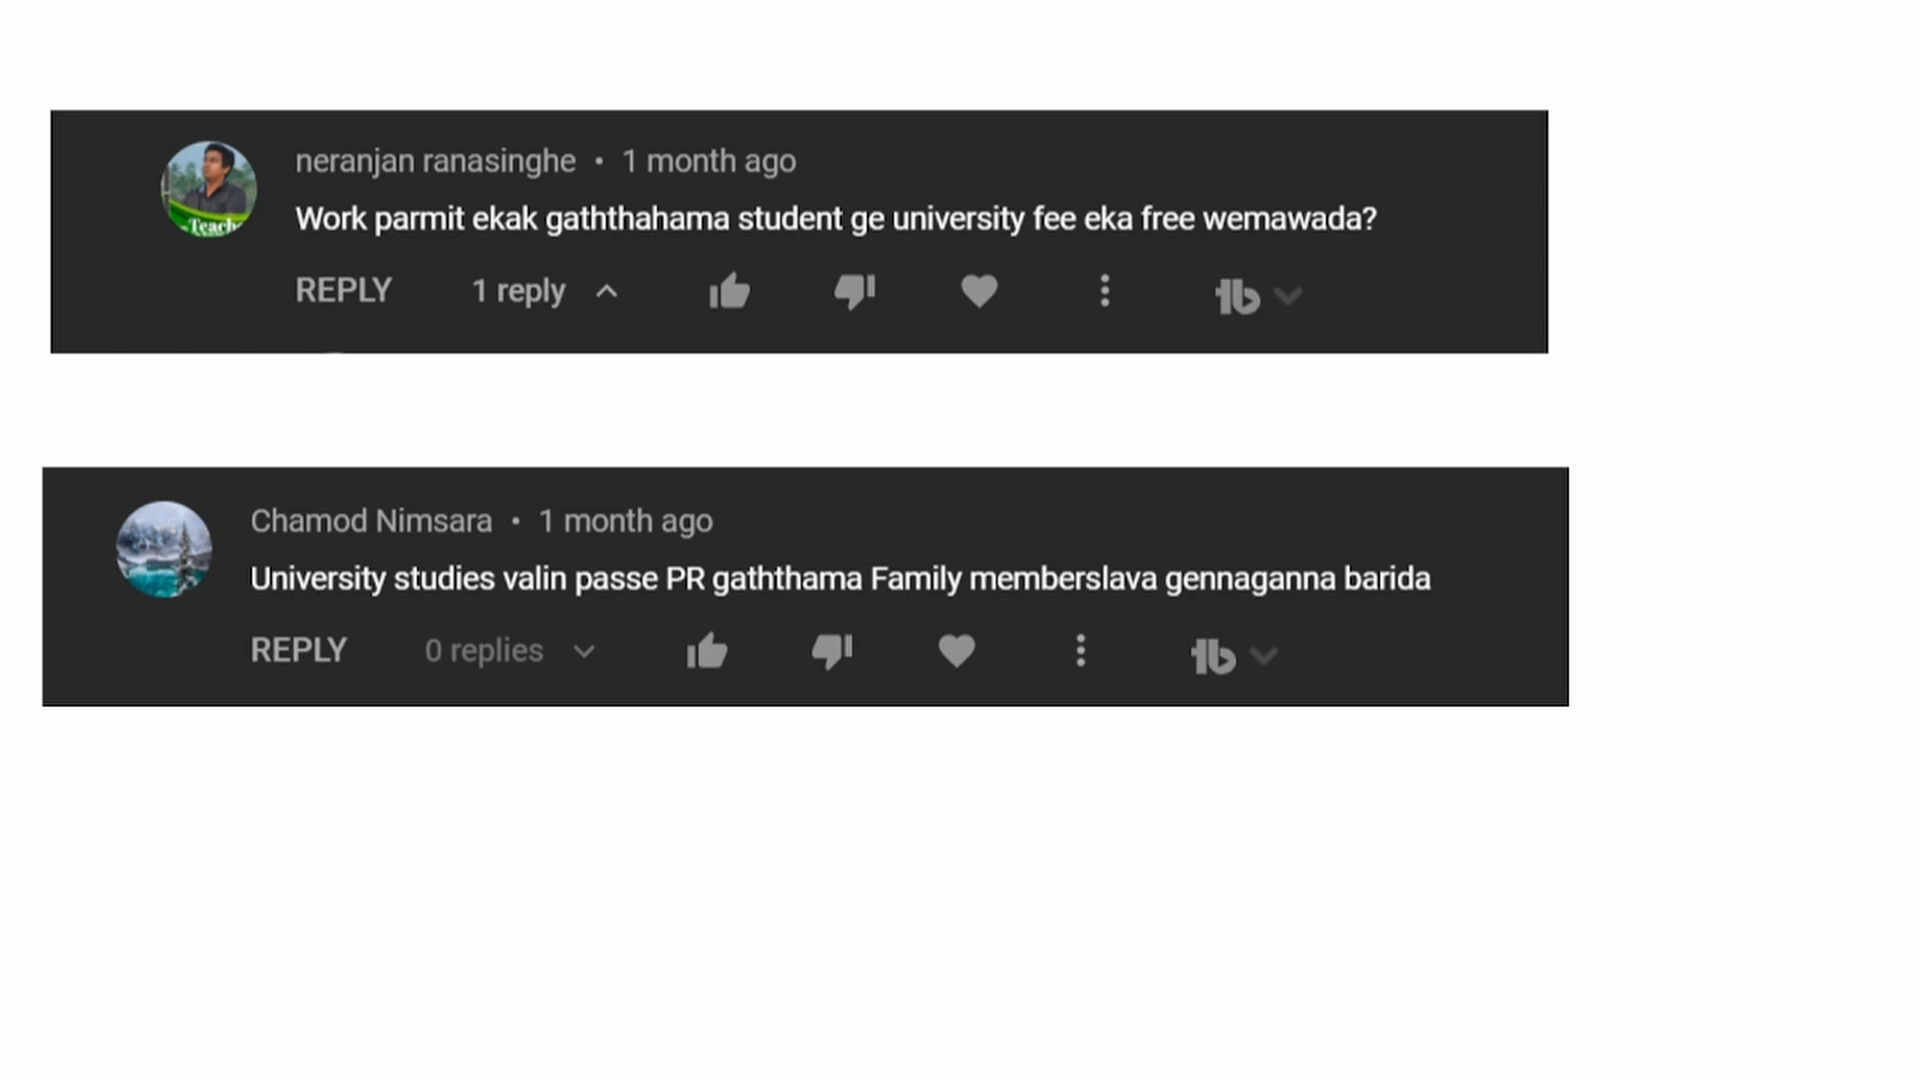 neranjan ranasinghe • 1 month ago
Work parmit ekak gaththahama student ge university fee eka free wemawada?
REPLY 1 reply
Teach
Chamod Nimsara • 1 month ago
University studies valin passe PR gaththama Family memberslava gennaganna barida
REPLY 0 replies